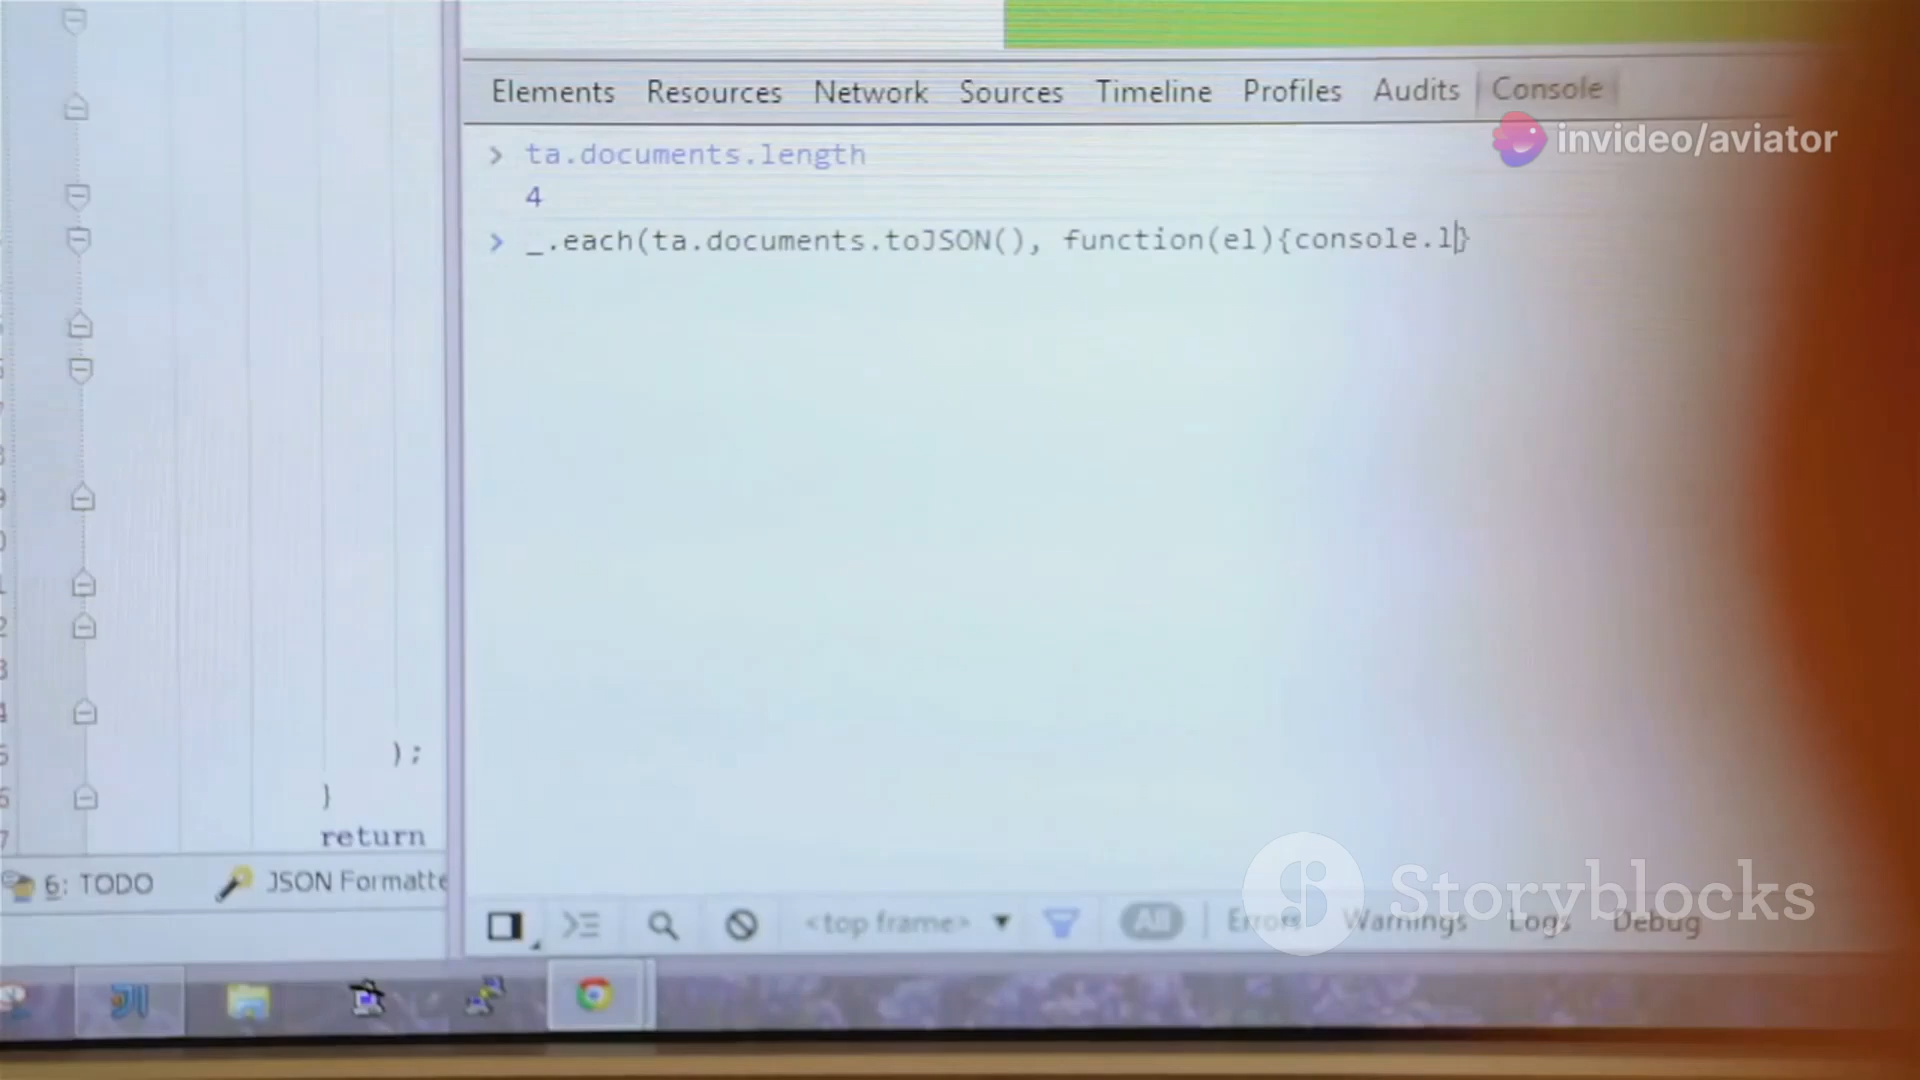 Elements Resources Network Sources Timeline Profiles Audits Console
invideo/aviator
> ta.documents.length
4
> _.each(ta.documents.toJSON(), function(el){console.l}
);
}
return
6: TODO JSON Formatte
<top frame> All Errors Warnings Logs Debug
Storyblocks